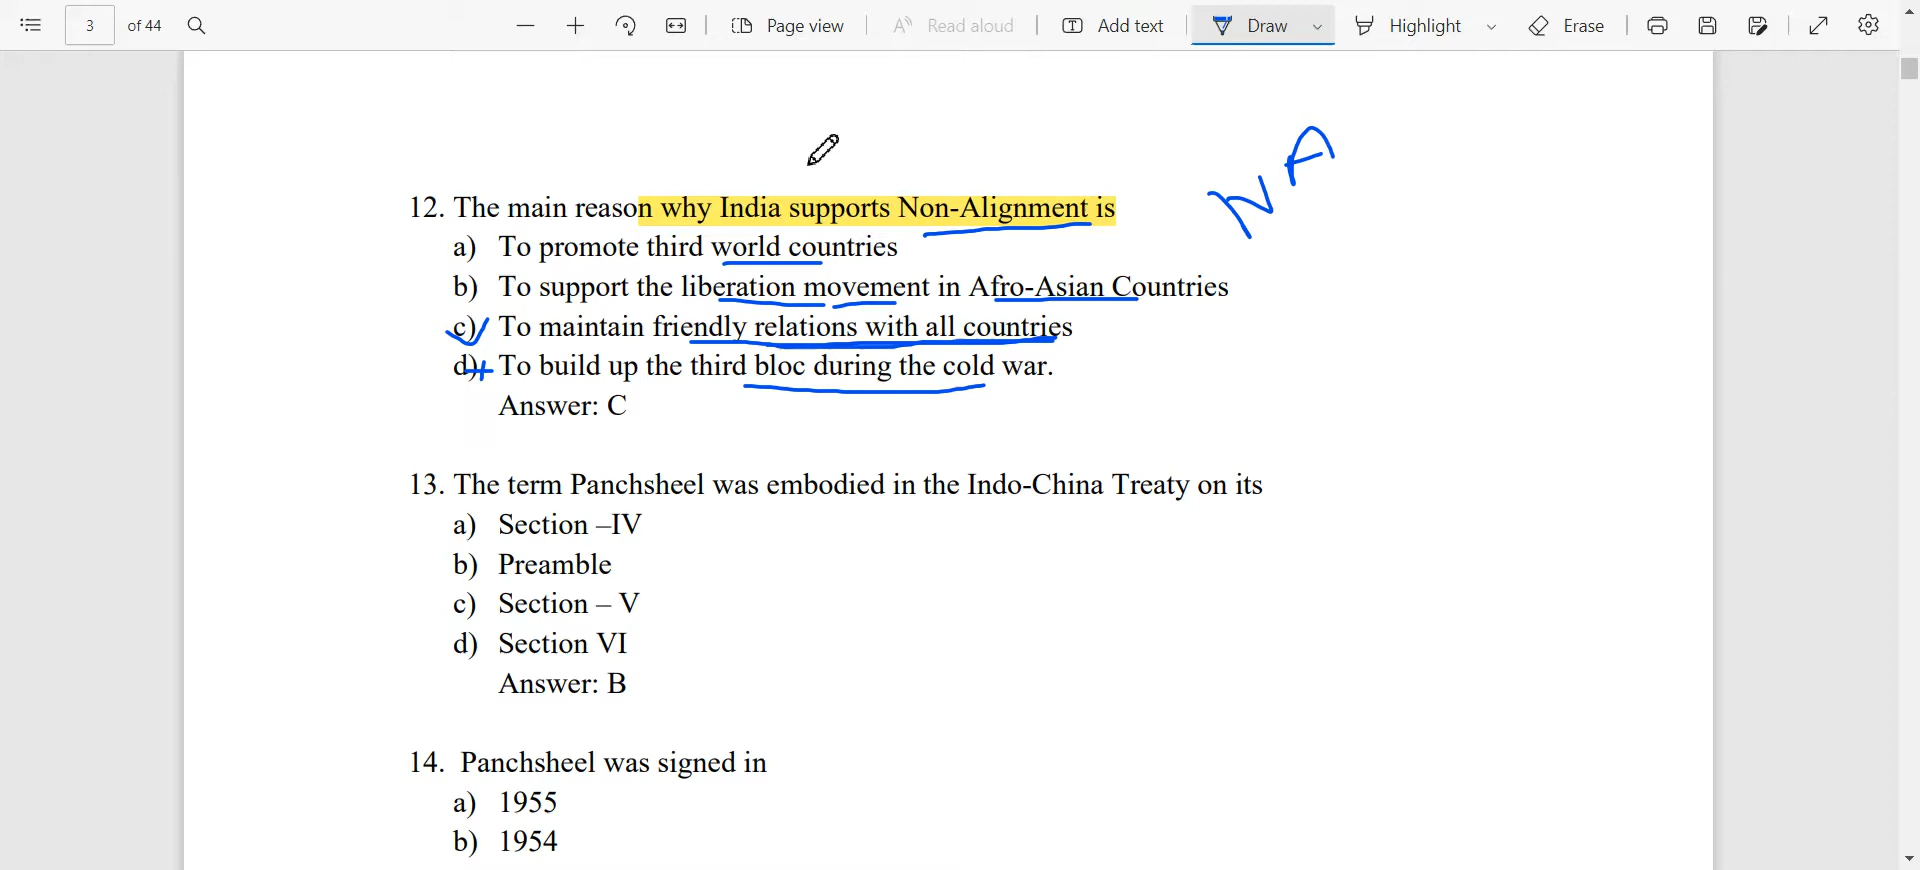 3 of 44 Page view Read aloud Add text Draw Highlight Erase
N A
12. The main reason why India supports Non-Alignment is
a) To promote third world countries
b) To support the liberation movement in Afro-Asian Countries
c) To maintain friendly relations with all countries
d) To build up the third bloc during the cold war.
Answer: C
13. The term Panchsheel was embodied in the Indo-China Treaty on its
a) Section –IV
b) Preamble
c) Section – V
d) Section VI
Answer: B
14. Panchsheel was signed in
a) 1955
b) 1954